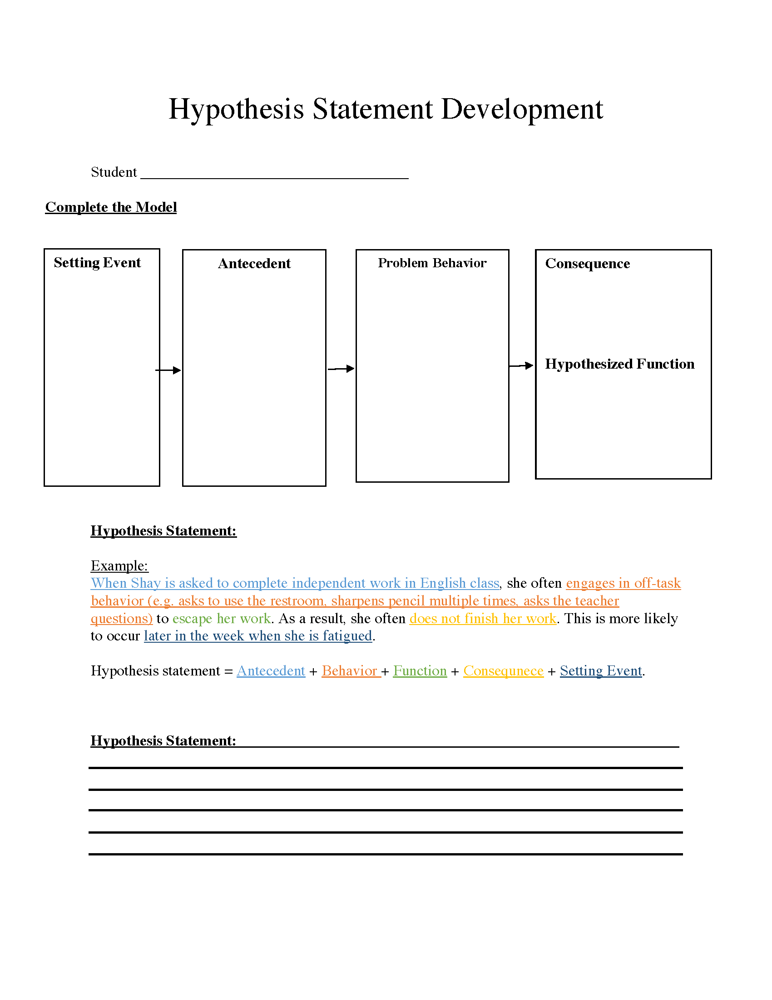 Hypothesis Statement Development
Student ___________________________________
Complete the Model
Setting Event
Antecedent
Problem Behavior
Consequence
Hypothesized Function
Hypothesis Statement:
Example:
When Shay is asked to complete independent work in English class, she often engages in off-task
behavior (e.g. asks to use the restroom, sharpens pencil multiple times, asks the teacher
questions) to escape her work. As a result, she often does not finish her work. This is more likely
to occur later in the week when she is fatigued.
Hypothesis statement = Antecedent + Behavior + Function + Consequnece + Setting Event.
Hypothesis Statement: